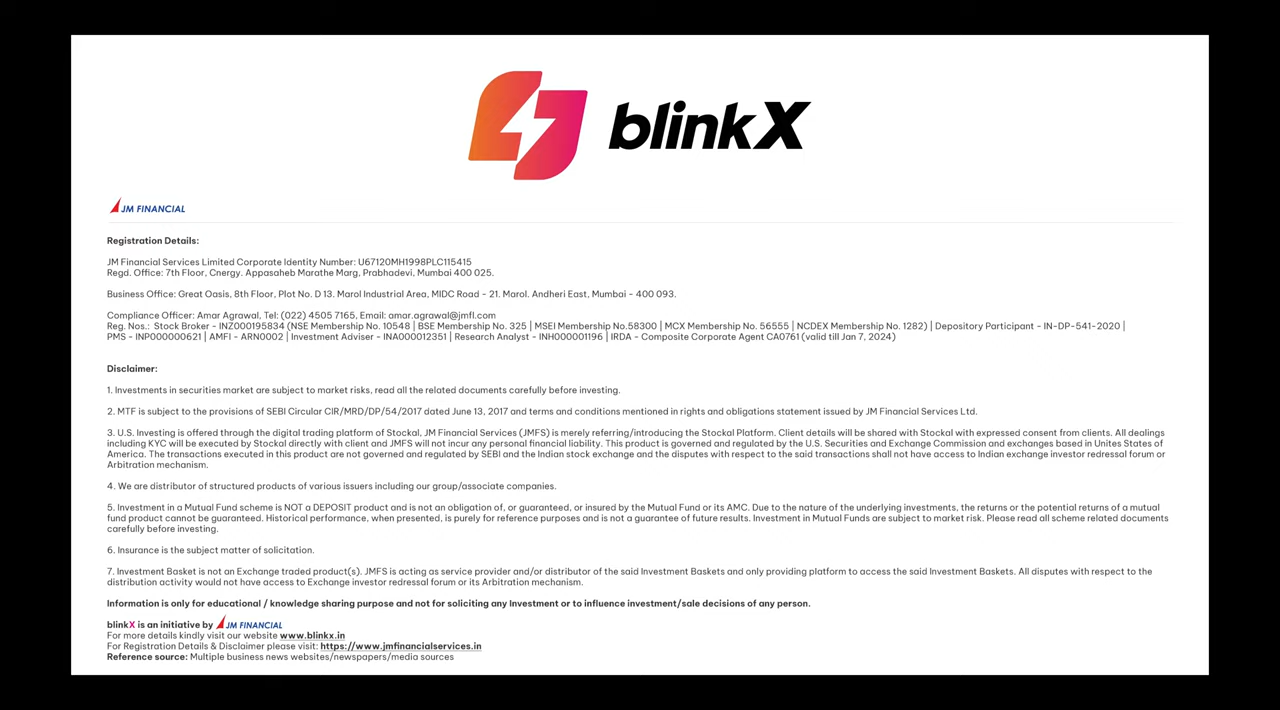 blinkX
JM FINANCIAL
Registration Details:
JM Financial Services Limited Corporate Identity Number: U67120MH1998PLC115415
Regd. Office: 7th Floor, Cnergy. Appasaheb Marathe Marg, Prabhadevi, Mumbai 400 025.
Business Office: Great Oasis, 8th Floor, Plot No. D 13. Marol Industrial Area, MIDC Road - 21. Marol. Andheri East, Mumbai - 400 093.
Compliance Officer: Amar Agrawal, Tel: (022) 4505 7165, Email: amar.agrawal@jmfl.com
Reg. Nos.: Stock Broker - INZ000195834 (NSE Membership No. 10548 | BSE Membership No. 325 | MSEI Membership No.58300 | MCX Membership No. 56555 | NCDEX Membership No. 1282) | Depository Participant - IN-DP-541-2020 |
PMS - INP000000621 | AMFI - ARN0002 | Investment Adviser - INA000012351 | Research Analyst - INH000001196 | IRDA - Composite Corporate Agent CA0761 (valid till Jan 7, 2024)
Disclaimer:
1. Investments in securities market are subject to market risks, read all the related documents carefully before investing.
2. MTF is subject to the provisions of SEBI Circular CIR/MRD/DP/54/2017 dated June 13, 2017 and terms and conditions mentioned in rights and obligations statement issued by JM Financial Services Ltd.
3. U.S. Investing is offered through the digital trading platform of Stockal, JM Financial Services (JMFS) is merely referring/introducing the Stockal Platform. Client details will be shared with Stockal with expressed consent from clients. All dealings
including KYC will be executed by Stockal directly with client and JMFS will not incur any personal financial liability. This product is governed and regulated by the U.S. Securities and Exchange Commission and exchanges based in Unites States of
America. The transactions executed in this product are not governed and regulated by SEBI and the Indian stock exchange and the disputes with respect to the said transactions shall not have access to Indian exchange investor redressal forum or
Arbitration mechanism.
4. We are distributor of structured products of various issuers including our group/associate companies.
5. Investment in a Mutual Fund scheme is NOT a DEPOSIT product and is not an obligation of, or guaranteed, or insured by the Mutual Fund or its AMC. Due to the nature of the underlying investments, the returns or the potential returns of a mutual
fund product cannot be guaranteed. Historical performance, when presented, is purely for reference purposes and is not a guarantee of future results. Investment in Mutual Funds are subject to market risk. Please read all scheme related documents
carefully before investing.
6. Insurance is the subject matter of solicitation.
7. Investment Basket is not an Exchange traded product(s). JMFS is acting as service provider and/or distributor of the said Investment Baskets and only providing platform to access the said Investment Baskets. All disputes with respect to the
distribution activity would not have access to Exchange investor redressal forum or its Arbitration mechanism.
Information is only for educational / knowledge sharing purpose and not for soliciting any Investment or to influence investment/sale decisions of any person.
blinkX is an initiative by JM FINANCIAL
For more details kindly visit our website www.blinkx.in
For Registration Details & Disclaimer please visit: https://www.jmfinancialservices.in
Reference source: Multiple business news websites/newspapers/media sources